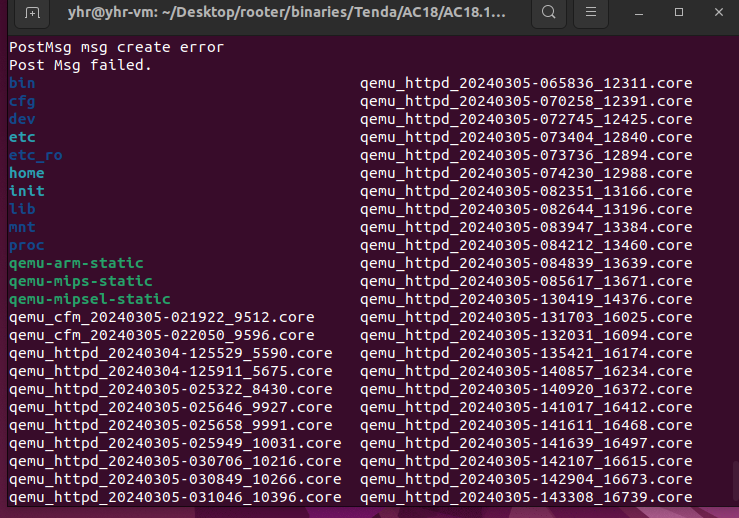 yhr@yhr-vm: ~/Desktop/rooter/binaries/Tenda/AC18/AC18.1...
PostMsg msg create error
Post Msg failed.
bin qemu_httpd_20240305-065836_12311.core
cfg qemu_httpd_20240305-070258_12391.core
dev qemu_httpd_20240305-072745_12425.core
etc qemu_httpd_20240305-073404_12840.core
etc_ro qemu_httpd_20240305-073736_12894.core
home qemu_httpd_20240305-074230_12988.core
init qemu_httpd_20240305-082351_13166.core
lib qemu_httpd_20240305-082644_13196.core
mnt qemu_httpd_20240305-083947_13384.core
proc qemu_httpd_20240305-084212_13460.core
qemu-arm-static qemu_httpd_20240305-084839_13639.core
qemu-mips-static qemu_httpd_20240305-085617_13671.core
qemu-mipsel-static qemu_httpd_20240305-130419_14376.core
qemu_cfm_20240305-021922_9512.core qemu_httpd_20240305-131703_16025.core
qemu_cfm_20240305-022050_9596.core qemu_httpd_20240305-132031_16094.core
qemu_httpd_20240304-125529_5590.core qemu_httpd_20240305-135421_16174.core
qemu_httpd_20240304-125911_5675.core qemu_httpd_20240305-140857_16234.core
qemu_httpd_20240305-025322_8430.core qemu_httpd_20240305-140920_16372.core
qemu_httpd_20240305-025646_9927.core qemu_httpd_20240305-141017_16412.core
qemu_httpd_20240305-025658_9991.core qemu_httpd_20240305-141611_16468.core
qemu_httpd_20240305-025949_10031.core qemu_httpd_20240305-141639_16497.core
qemu_httpd_20240305-030706_10216.core qemu_httpd_20240305-142107_16615.core
qemu_httpd_20240305-030849_10266.core qemu_httpd_20240305-142904_16673.core
qemu_httpd_20240305-031046_10396.core qemu_httpd_20240305-143308_16739.core